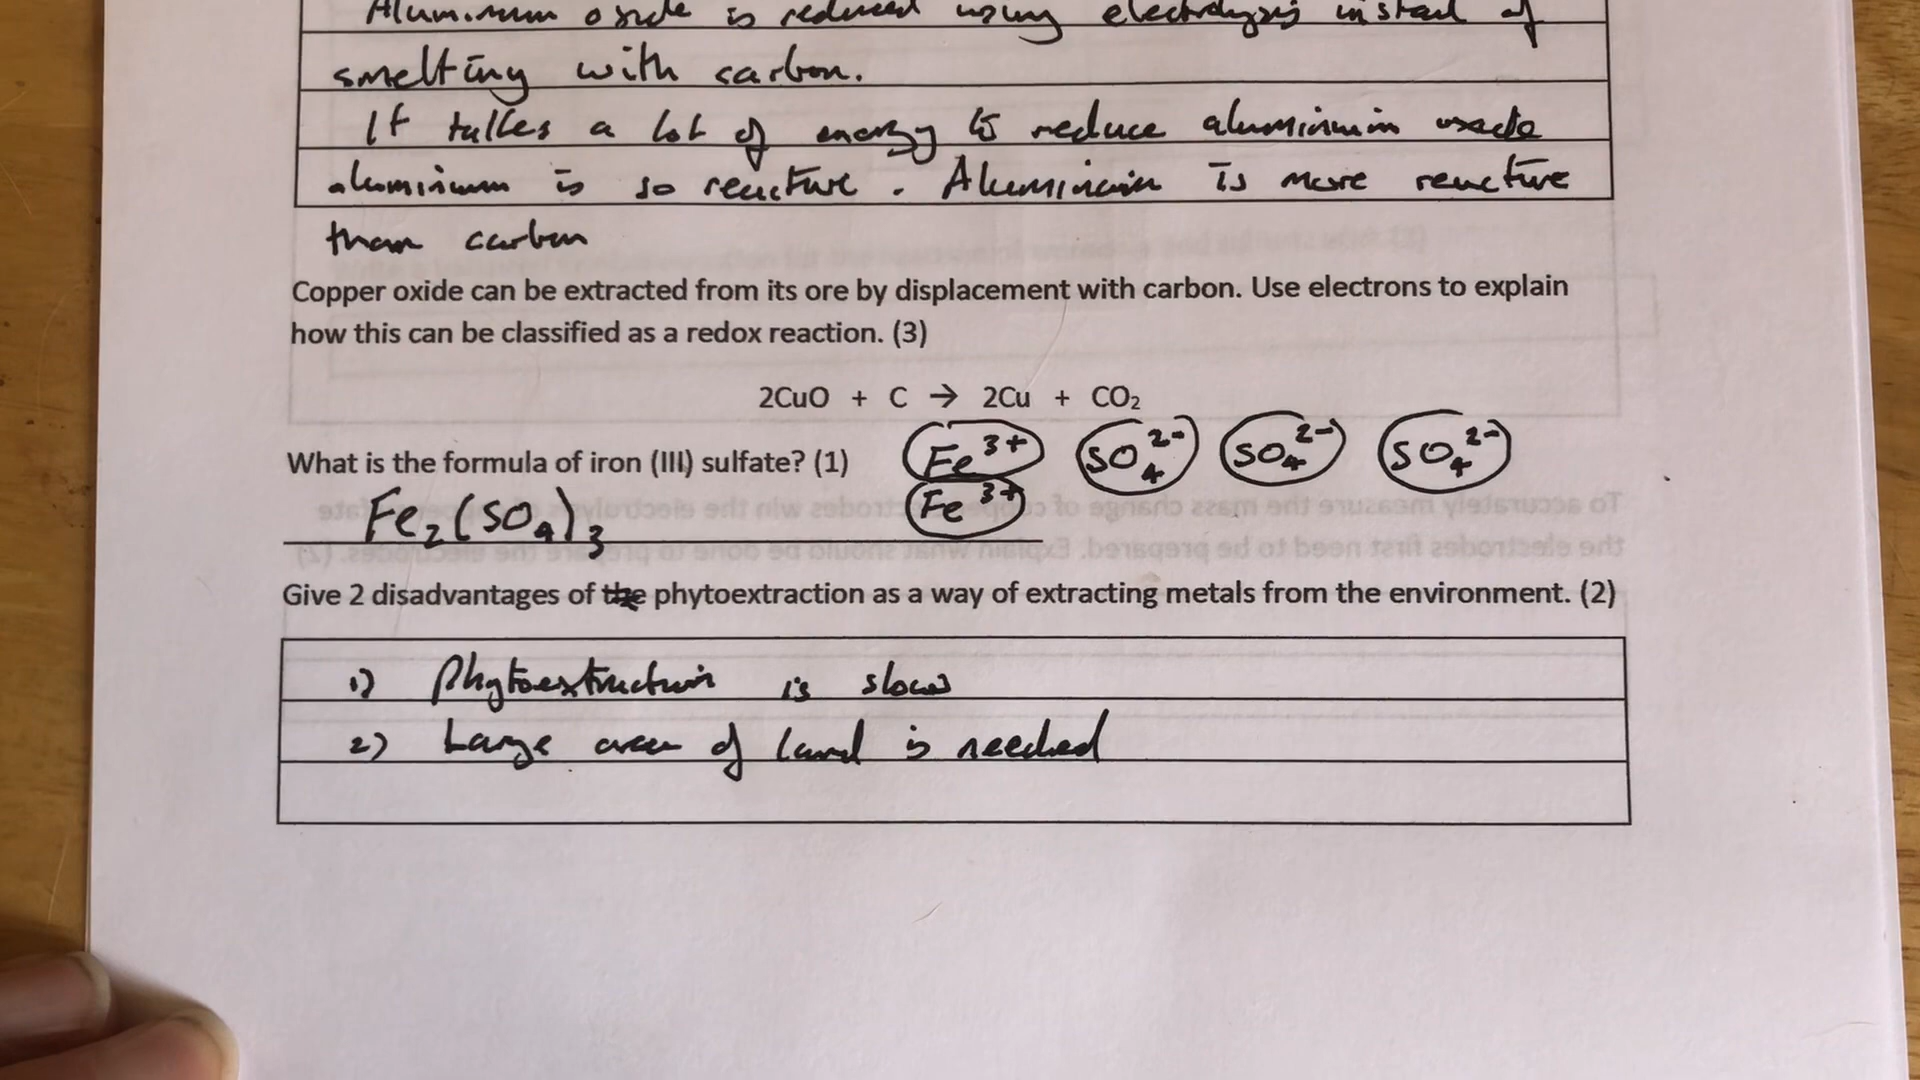 Aluminium oxide is reduced using electrolysis instead of
smelting with carbon.
It takes a lot of energy to reduce aluminium oxide
aluminium is so reactive. Aluminium is more reactive
than carbon
Copper oxide can be extracted from its ore by displacement with carbon. Use electrons to explain
how this can be classified as a redox reaction. (3)
2CuO + C → 2Cu + CO₂
What is the formula of iron (III) sulfate? (1) Fe³⁺ SO₄²⁻ SO₄²⁻ SO₄²⁻
Fe₂(SO₄)₃ Fe³⁺
Give 2 disadvantages of the phytoextraction as a way of extracting metals from the environment. (2)
1) Phytoextraction is slow
2) Large area of land is needed